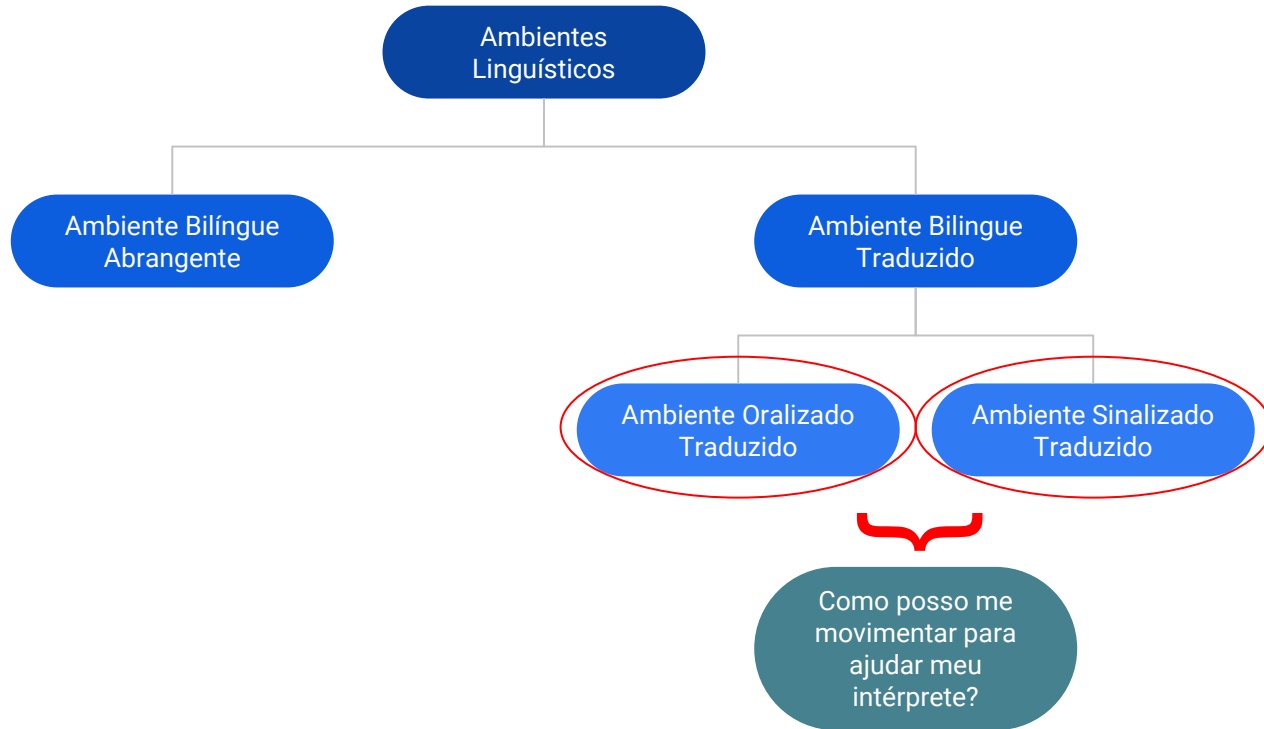 Ambientes
Linguísticos
Ambiente Bilíngue
Abrangente
Ambiente Bilingue
Traduzido
Ambiente Oralizado
Traduzido
Ambiente Sinalizado
Traduzido
Como posso me
movimentar para
ajudar meu
intérprete?